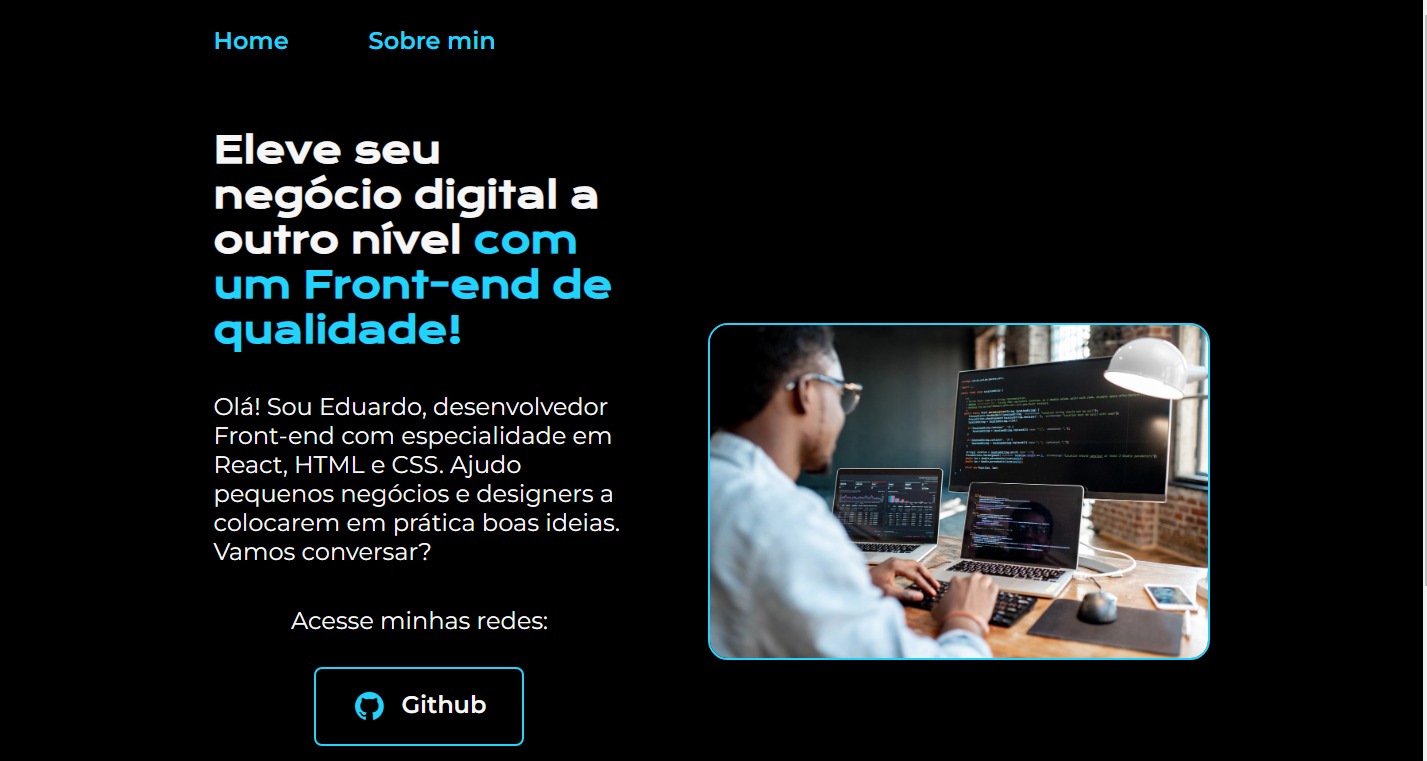 Home Sobre min
Eleve seu
negócio digital a
outro nível com
um Front-end de
qualidade!
Olá! Sou Eduardo, desenvolvedor
Front-end com especialidade em
React, HTML e CSS. Ajudo
pequenos negócios e designers a
colocarem em prática boas ideias.
Vamos conversar?
Acesse minhas redes:
Github